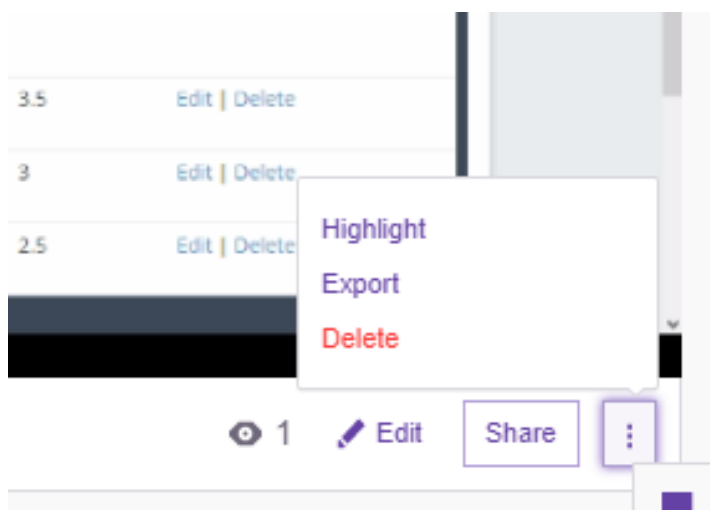 3.5 Edit | Delete
3 Edit | Delete
2.5 Edit | Delete
Highlight
Export
Delete
1 Edit Share